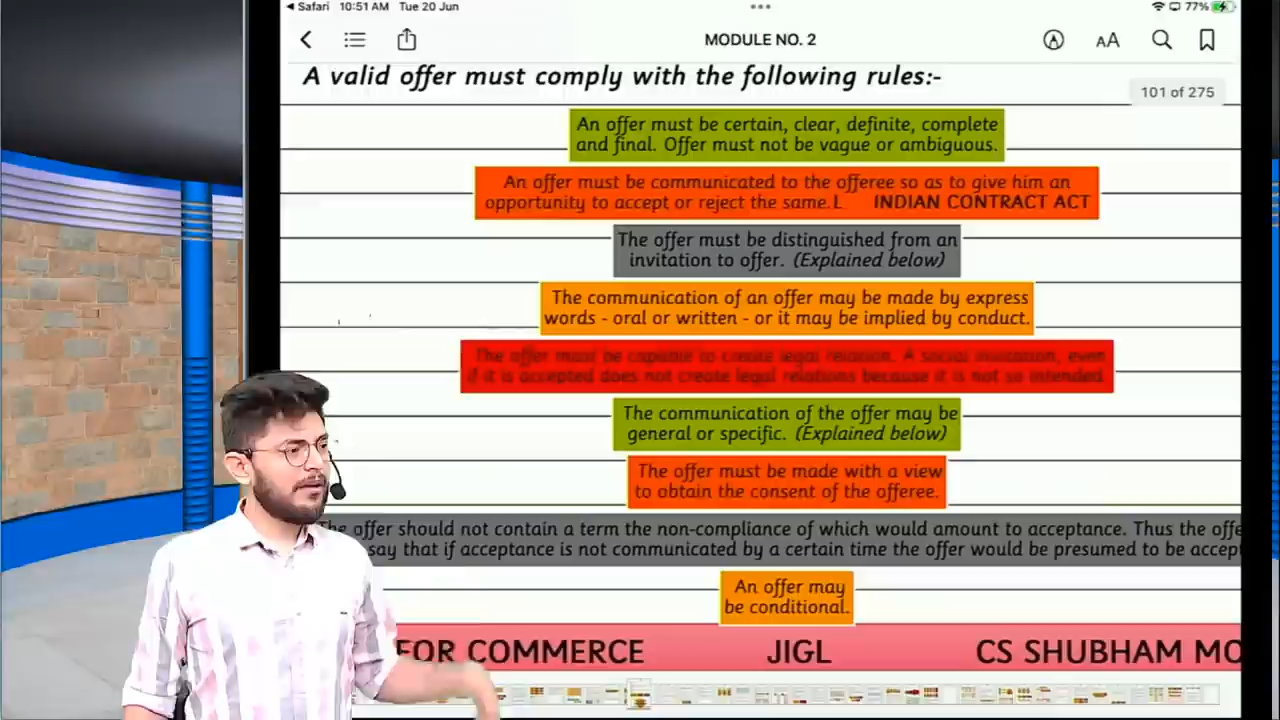 Safari 10:51 AM Tue 20 Jun
77%
MODULE NO. 2
AA
A valid offer must comply with the following rules:-
101 of 275
An offer must be certain, clear, definite, complete
and final. Offer must not be vague or ambiguous.
An offer must be communicated to the offeree so as to give him an
opportunity to accept or reject the same.L INDIAN CONTRACT ACT
The offer must be distinguished from an
invitation to offer. (Explained below)
The communication of an offer may be made by express
words - oral or written - or it may be implied by conduct.
The offer must be capable to create legal relation. A social invitation, even
if it is accepted does not create legal relations because it is not so intended
The communication of the offer may be
general or specific. (Explained below)
The offer must be made with a view
to obtain the consent of the offeree.
The offer should not contain a term the non-compliance of which would amount to acceptance. Thus the offe
say that if acceptance is not communicated by a certain time the offer would be presumed to be accep
An offer may
be conditional.
FOR COMMERCE JIGL CS SHUBHAM MO